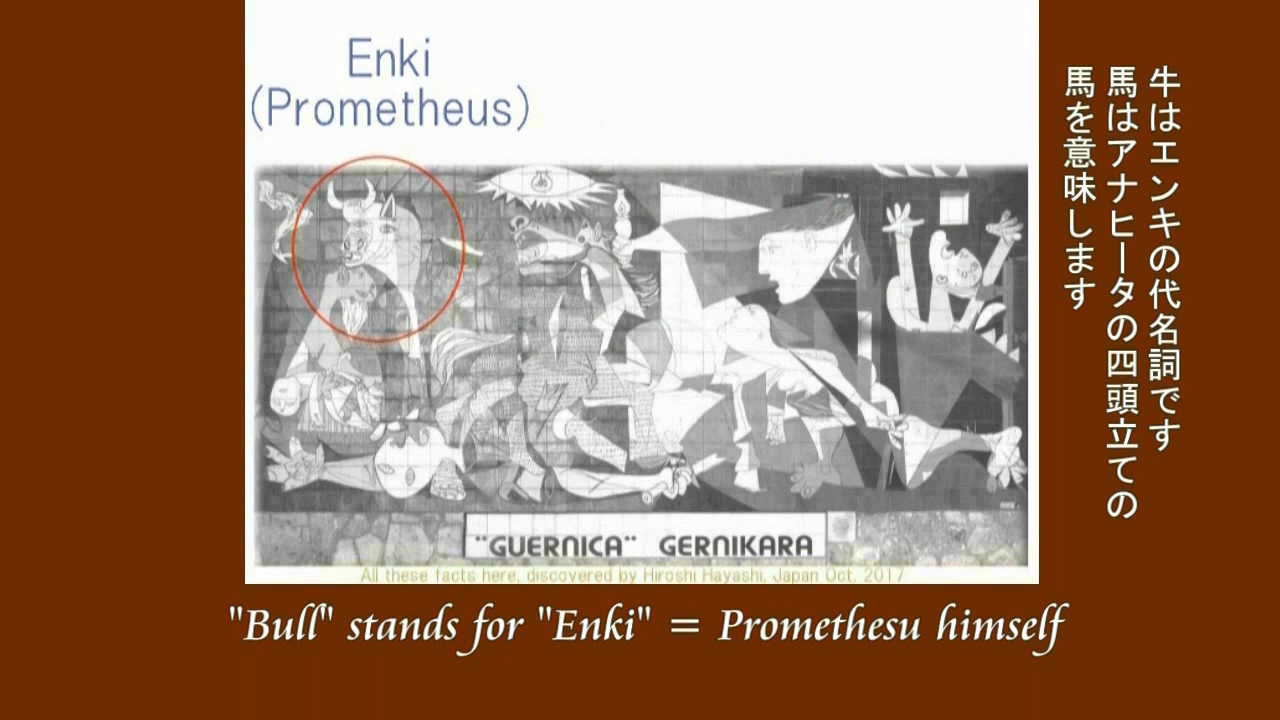 Enki
(Prometheus)
牛はエンキの代名詞です
馬はアナヒータの四頭立ての
馬を意味します
"GUERNICA" GERNIKARA
All these facts here, discovered by Hiroshi Hayashi, Japan Oct. 2017
"Bull" stands for "Enki" = Promethesu himself